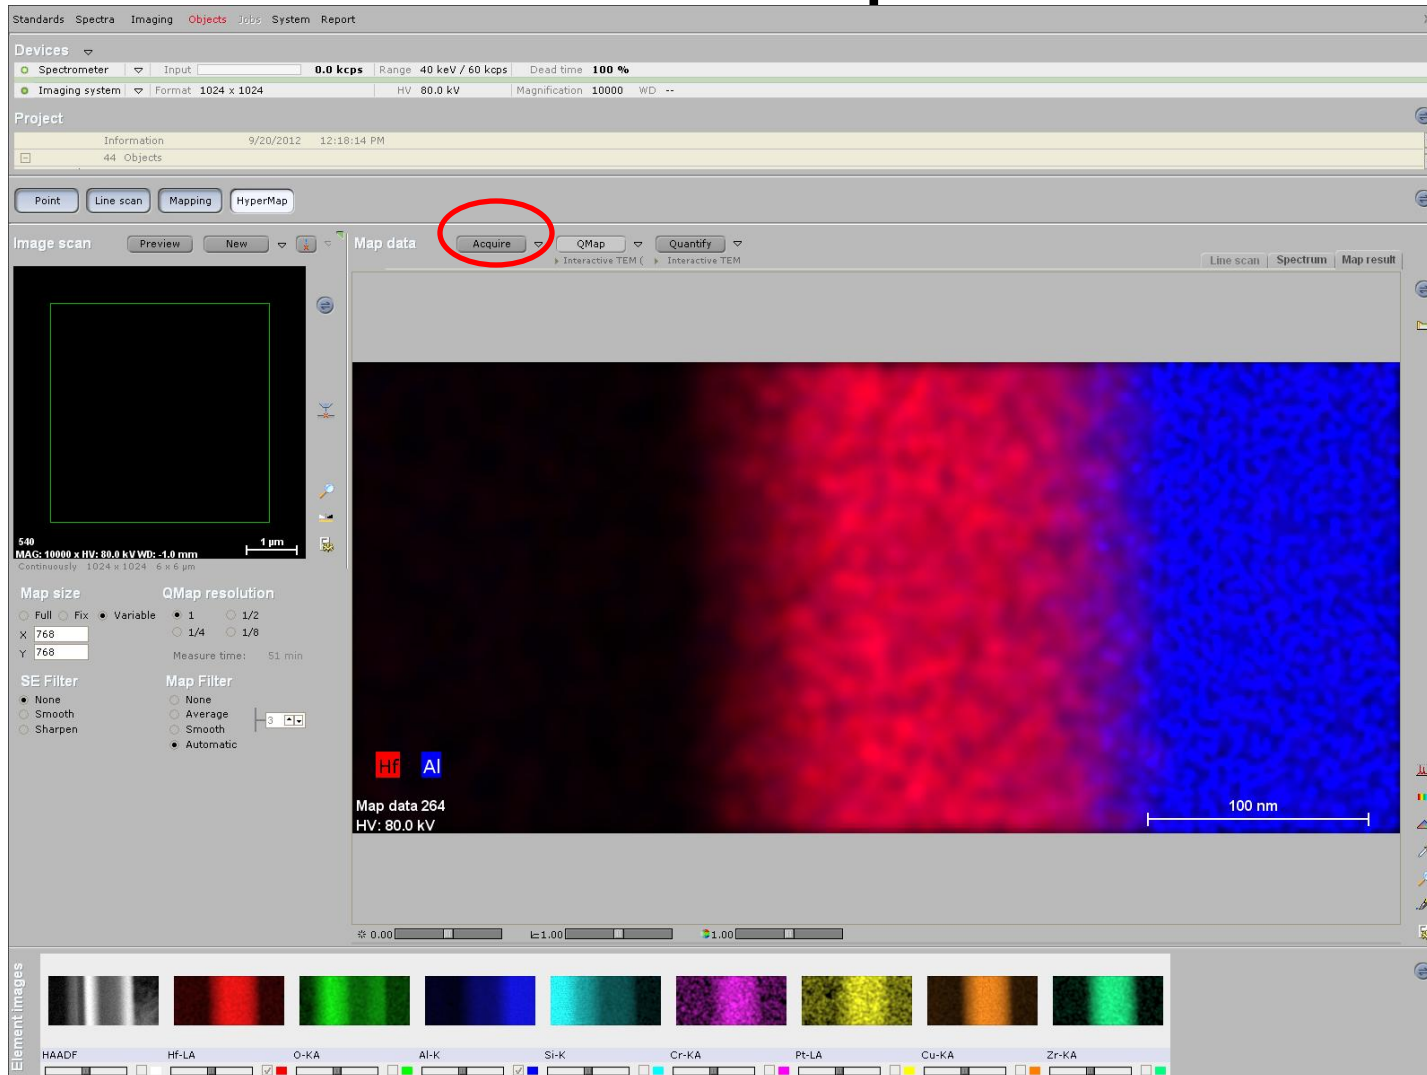 Standards Spectra Imaging Objects Jobs System Report
Devices
Spectrometer Input 0.0 kcps Range 40 keV / 60 kcps Dead time 100 %
Imaging system Format 1024 x 1024 HV 80.0 kV Magnification 10000 WD --
Project
Information 9/20/2012 12:18:14 PM
44 Objects
Point Line scan Mapping HyperMap
Image scan Preview New
Map data Acquire QMap Quantify
Interactive TEM ( Interactive TEM
Line scan Spectrum Map result
540
MAG: 10000 x HV: 80.0 kV WD: -1.0 mm
1 µm
Continuously 1024 x 1024 6 x 6 µm
Map size QMap resolution
Full Fix Variable 1 1/2
X 768 1/4 1/8
Y 768 Measure time: 51 min
SE Filter Map Filter
None None
Smooth Average 3
Sharpen Smooth
Automatic
Hf Al
Map data 264
HV: 80.0 kV
100 nm
0.00 1.00 1.00
Element images
HAADF Hf-LA O-KA Al-K Si-K Cr-KA Pt-LA Cu-KA Zr-KA